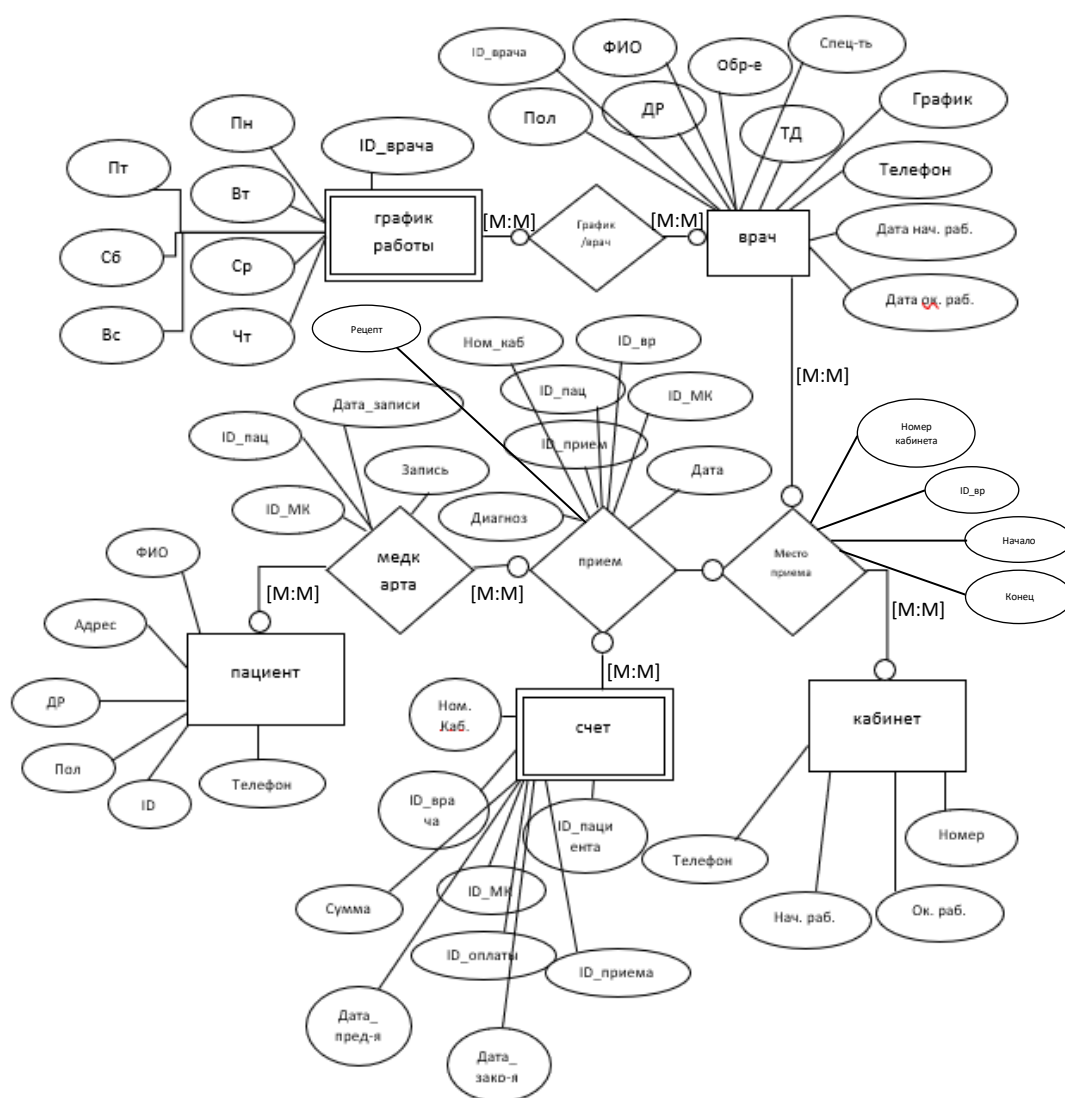 ID_врача
ФИО
Обр-е
Спец-ть
Пол
ДР
ТД
График
Телефон
Дата нач. раб.
Дата ок. раб.
Пн
Пт
Вт
Сб
Ср
Вс
Чт
ID_врача
график
работы
[M:M]
График
/врач
[M:M]
врач
[M:M]
Рецепт
Ном_каб
ID_вр
ID_пац
ID_МК
ID_прием
Дата
Диагноз
Дата_записи
ID_пац
Запись
ID_МК
Номер
кабинета
ID_вр
Начало
Конец
медк
арта
прием
Место
приема
[M:M]
[M:M]
[M:M]
[M:M]
ФИО
Адрес
ДР
Пол
ID
Телефон
пациент
Ном.
Каб.
счет
кабинет
ID_вра
ча
ID_паци
ента
Сумма
ID_МК
ID_оплаты
ID_приема
Дата_
пред-я
Дата_
закр-я
Телефон
Нач. раб.
Ок. раб.
Номер